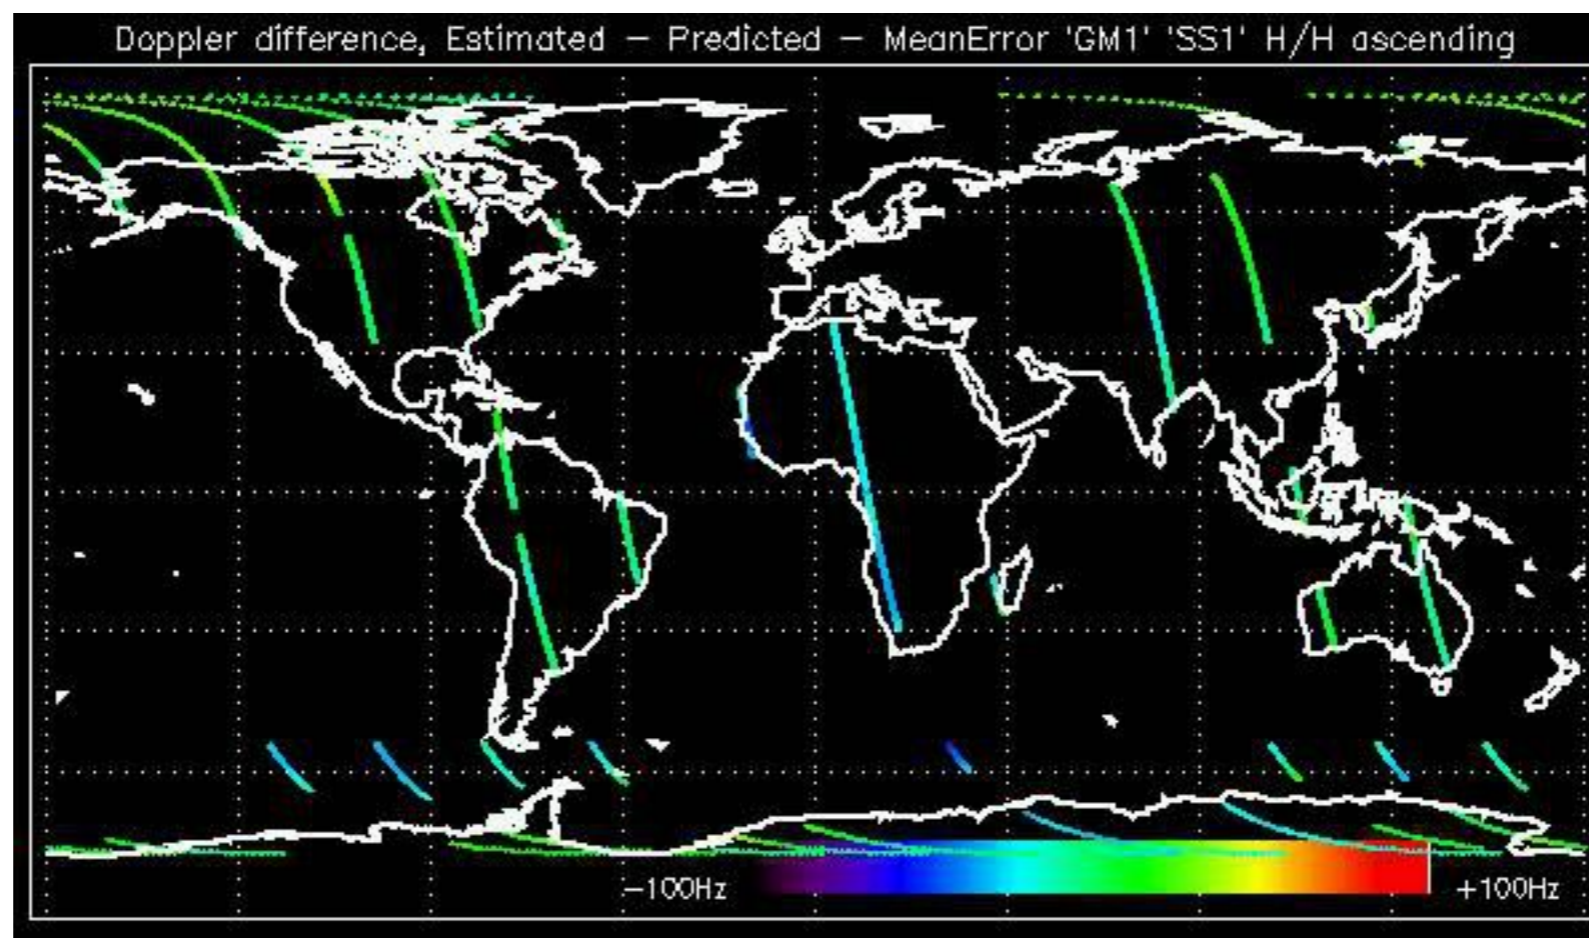 Doppler difference, Estimated – Predicted – MeanError 'GM1' 'SS1' H/H ascending
–100Hz
+100Hz